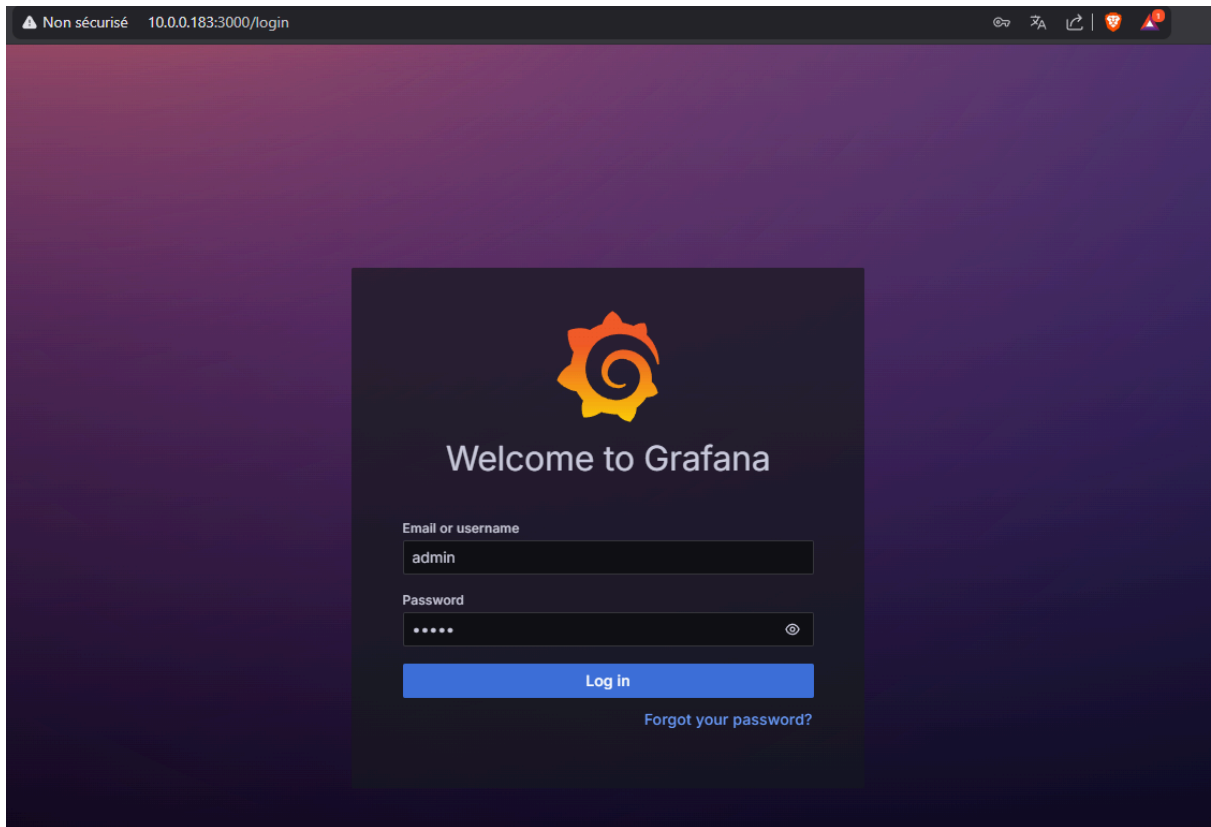 Non sécurisé 10.0.0.183:3000/login 1
Welcome to Grafana
Email or username
admin
Password
•••••
Log in
Forgot your password?